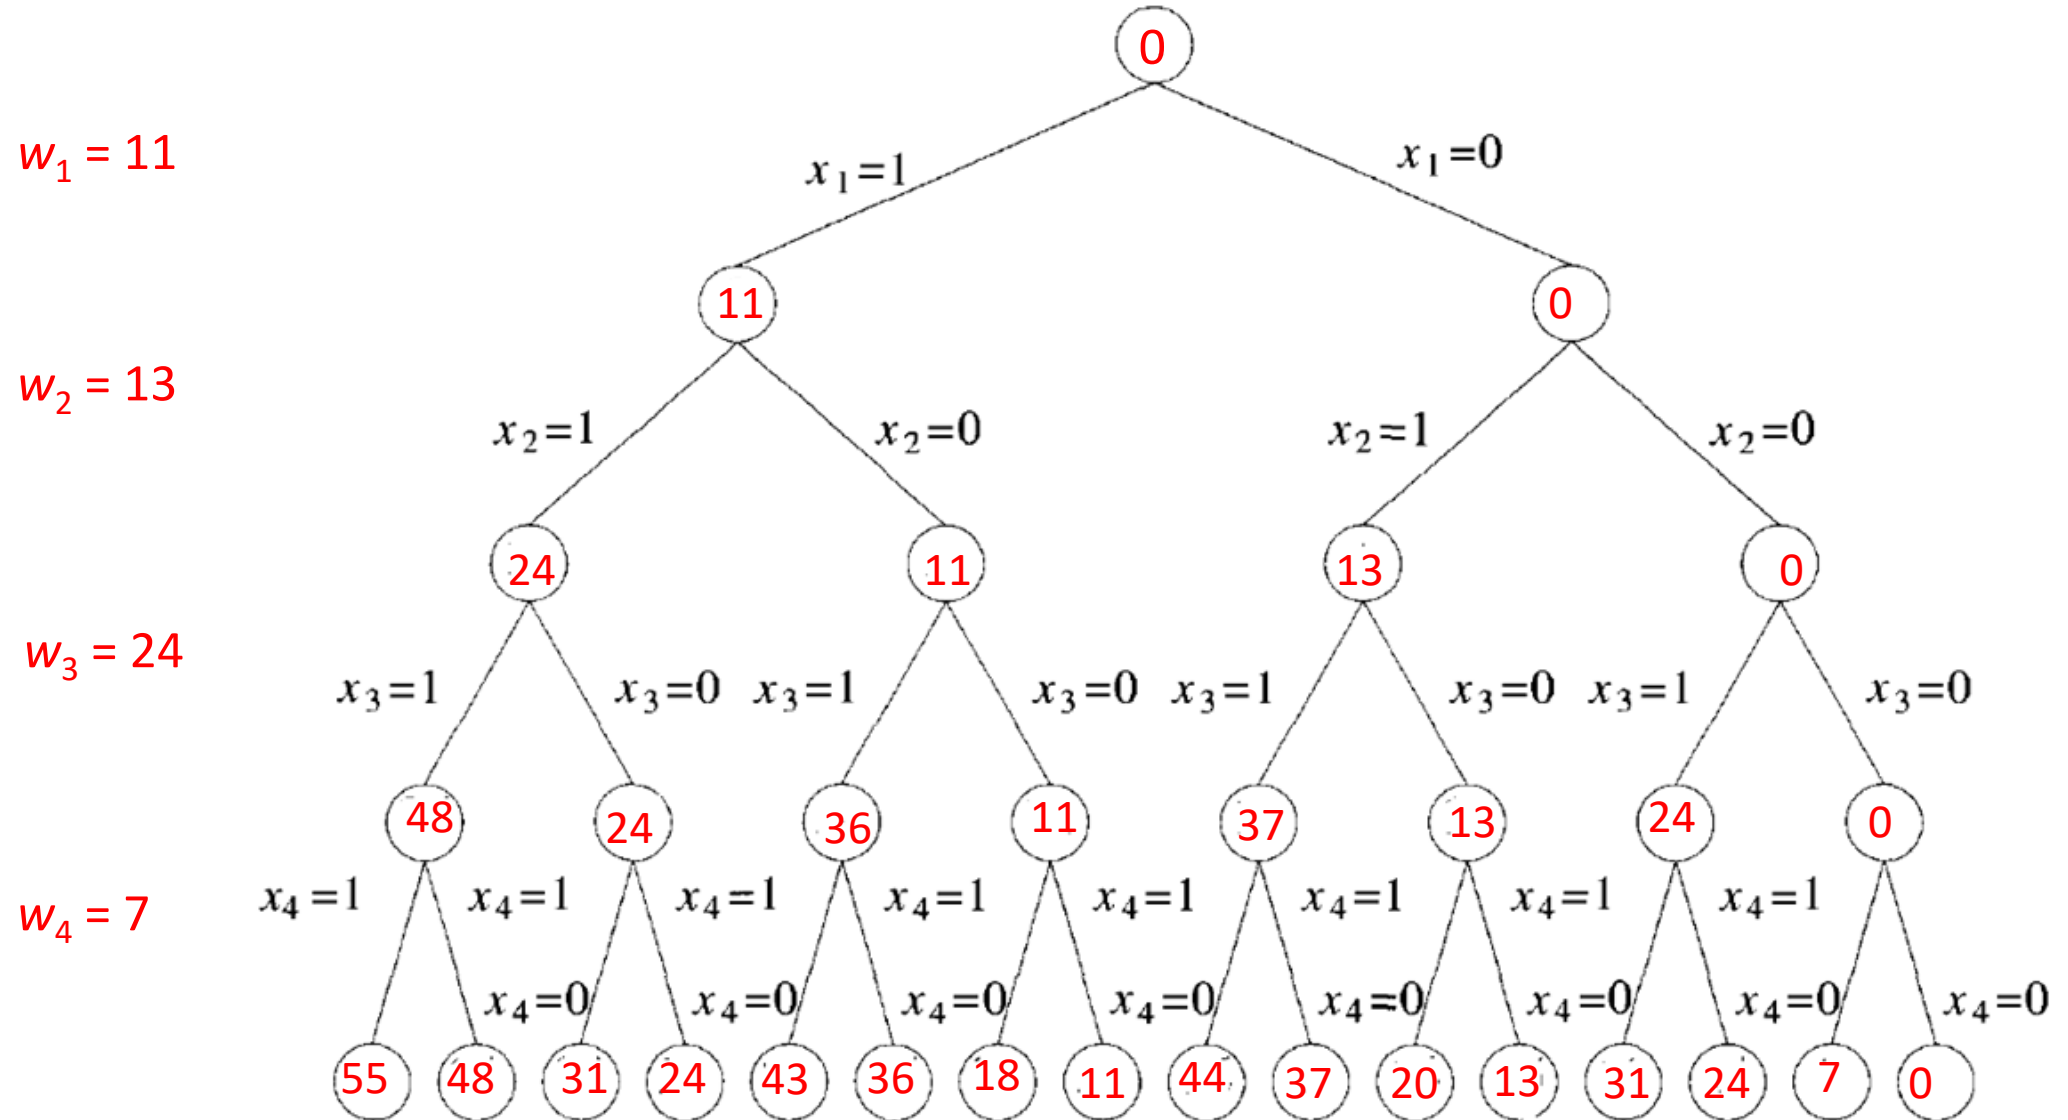 0
w1 = 11
x1=1 x1=0
11 0
w2 = 13
x2=1 x2=0 x2=1 x2=0
24 11 13 0
w3 = 24
x3=1 x3=0 x3=1 x3=0 x3=1 x3=0 x3=1 x3=0
48 24 36 11 37 13 24 0
w4 = 7
x4=1 x4=1 x4=1 x4=1 x4=1 x4=1 x4=1 x4=1
x4=0 x4=0 x4=0 x4=0 x4=0 x4=0 x4=0 x4=0
55 48 31 24 43 36 18 11 44 37 20 13 31 24 7 0